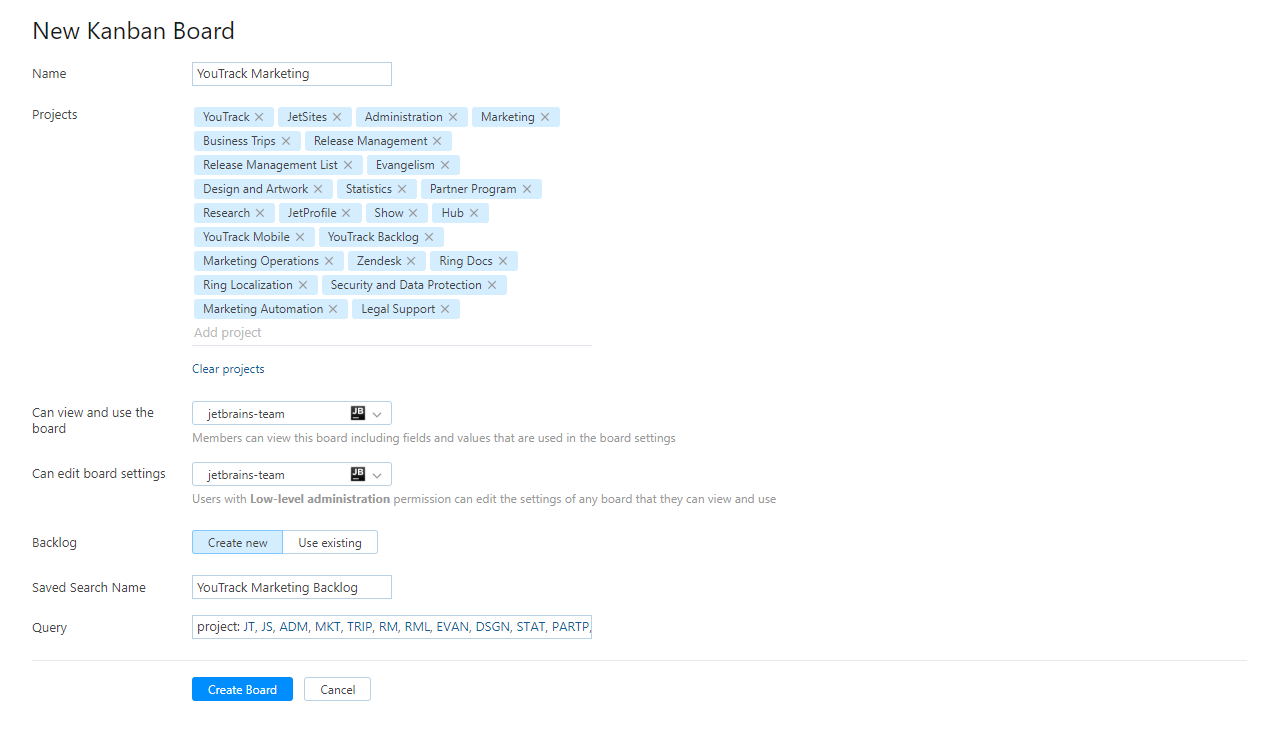 New Kanban Board
Name
YouTrack Marketing
Projects
YouTrack JetSites Administration Marketing
Business Trips Release Management
Release Management List Evangelism
Design and Artwork Statistics Partner Program
Research JetProfile Show Hub
YouTrack Mobile YouTrack Backlog
Marketing Operations Zendesk Ring Docs
Ring Localization Security and Data Protection
Marketing Automation Legal Support
Add project
Clear projects
Can view and use the
board
jetbrains-team JB
Members can view this board including fields and values that are used in the board settings
Can edit board settings
jetbrains-team JB
Users with Low-level administration permission can edit the settings of any board that they can view and use
Backlog
Create new Use existing
Saved Search Name
YouTrack Marketing Backlog
Query
project: JT, JS, ADM, MKT, TRIP, RM, RML, EVAN, DSGN, STAT, PARTP,
Create Board Cancel